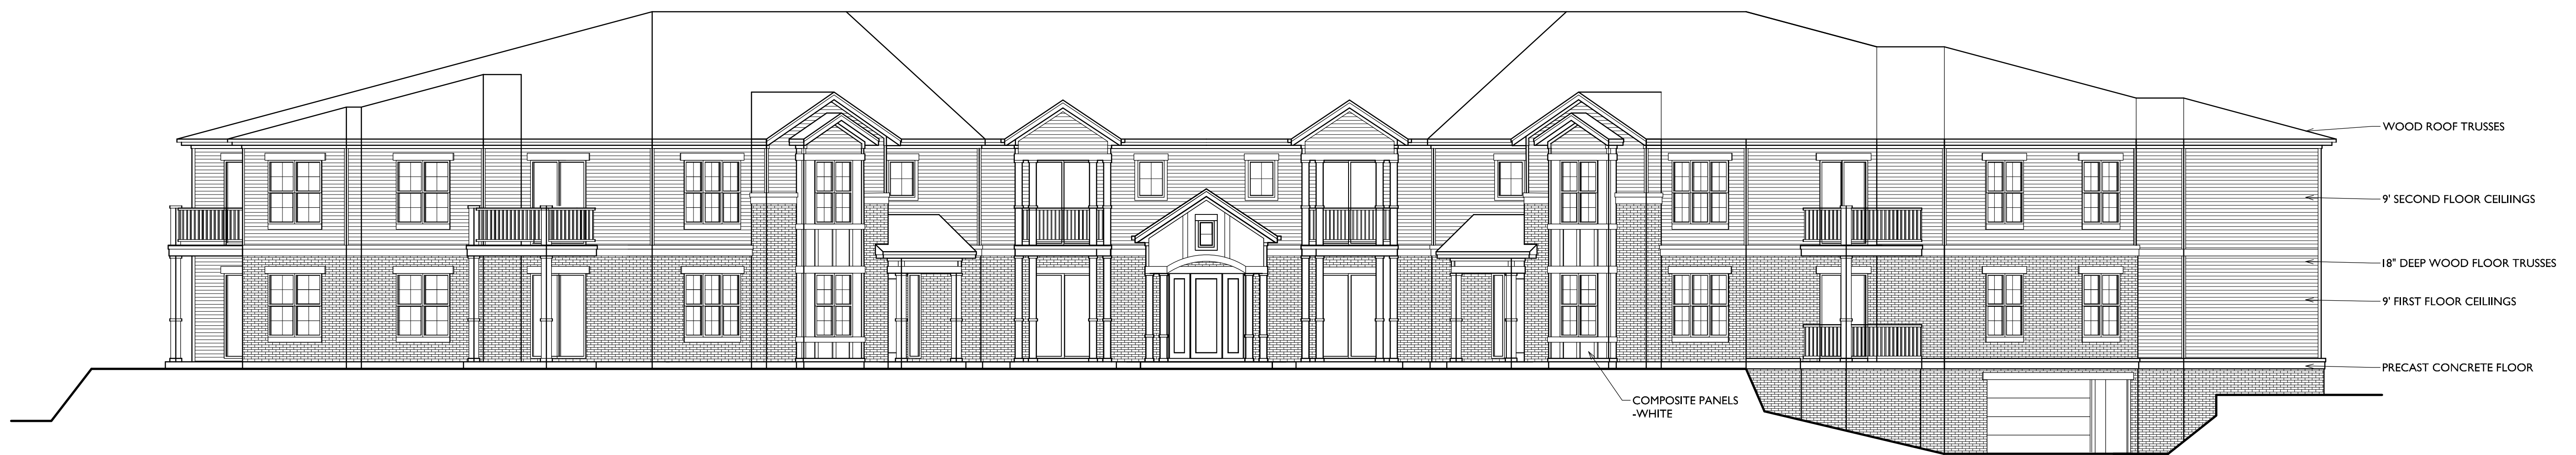 WOOD ROOF TRUSSES
9' SECOND FLOOR CEILIINGS
18" DEEP WOOD FLOOR TRUSSES
9' FIRST FLOOR CEILIINGS
PRECAST CONCRETE FLOOR
COMPOSITE PANELS
-WHITE